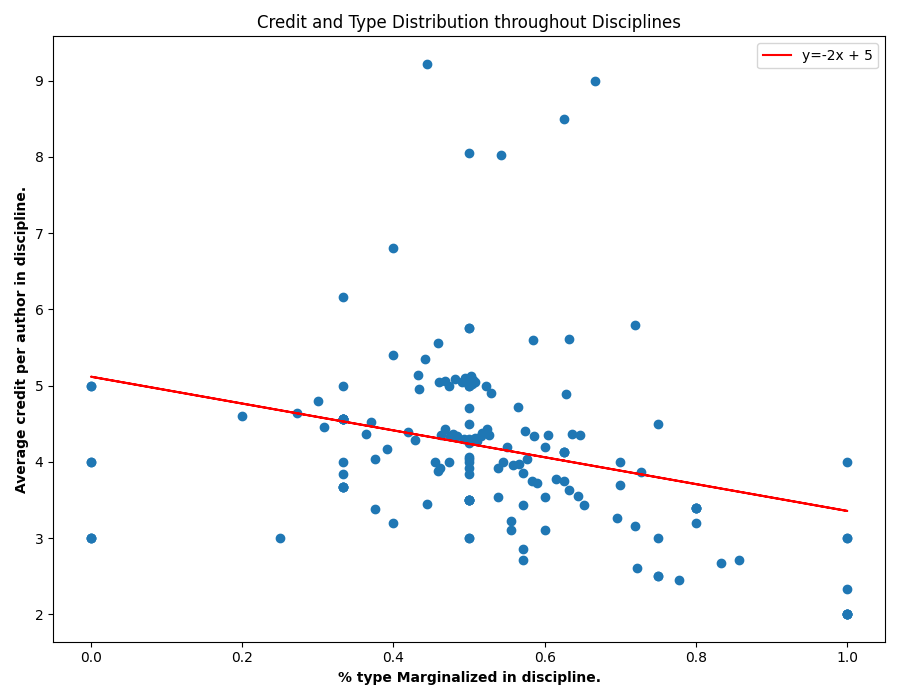 Credit and Type Distribution throughout Disciplines
y=-2x + 5
Average credit per author in discipline.
9
8
7
6
5
4
3
2
0.0 0.2 0.4 0.6 0.8 1.0
% type Marginalized in discipline.